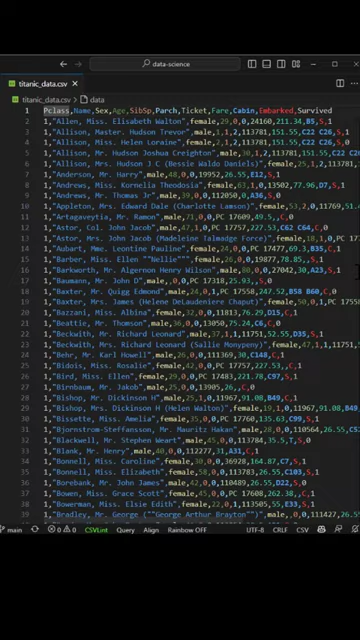 data-science
titanic_data.csv
titanic_data.csv > data
1 Pclass,Name,Sex,Age,SibSp,Parch,Ticket,Fare,Cabin,Embarked,Survived
2 1,"Allen, Miss. Elisabeth Walton",female,29,0,0,24160,211.34,B5,S,1
3 1,"Allison, Master. Hudson Trevor",male,1,1,2,113781,151.55,C22 C26,S,1
4 1,"Allison, Miss. Helen Loraine",female,2,1,2,113781,151.55,C22 C26,S
5 1,"Allison, Mr. Hudson Joshua Creighton",male,30,1,2,113781,151.55,
6 1,"Allison, Mrs. Hudson J C (Bessie Waldo Daniels)",female,25,1,2,1137
7 1,"Anderson, Mr. Harry",male,48,0,0,19952,26.55,E12,S,1
8 1,"Andrews, Miss. Kornelia Theodosia",female,63,1,0,13502,77.96,D7,S,1
9 1,"Andrews, Mr. Thomas Jr",male,39,0,0,112050,0,A36,S,0
10 1,"Appleton, Mrs. Edward Dale (Charlotte Lamson)",female,53,2,0,11769
11 1,"Artagaveytia, Mr. Ramon",male,71,0,0,PC 17609,49.5,,C,0
12 1,"Astor, Col. John Jacob",male,47,1,0,PC 17757,227.53,C62 C64,C,0
13 1,"Astor, Mrs. John Jacob (Madeleine Talmadge Force)",female,18,1,0,P
14 1,"Aubart, Mme. Leontine Pauline",female,24,0,0,PC 17477,69.3,B35,C,1
15 1,"Barber, Miss. Ellen ""Nellie""",female,26,0,0,19877,78.85,,S,1
16 1,"Barkworth, Mr. Algernon Henry Wilson",male,80,0,0,27042,30,A23,S,1
17 1,"Baumann, Mr. John D",male,,0,0,PC 17318,25.93,,S,0
18 1,"Baxter, Mr. Quigg Edmond",male,24,0,1,PC 17558,247.52,B58 B60,C,0
19 1,"Baxter, Mrs. James (Helene DeLaudeniere Chaput)",female,50,0,1,PC 17558
20 1,"Bazzani, Miss. Albina",female,32,0,0,11813,76.29,D15,C,1
21 1,"Beattie, Mr. Thomson",male,36,0,0,13050,75.24,C6,C,0
22 1,"Beckwith, Mr. Richard Leonard",male,37,1,1,11751,52.55,D35,S,1
23 1,"Beckwith, Mrs. Richard Leonard (Sallie Monypeny)",female,47,1,1,11751
24 1,"Behr, Mr. Karl Howell",male,26,0,0,111369,30,C148,C,1
25 1,"Bidois, Miss. Rosalie",female,42,0,0,PC 17757,227.53,,C,1
26 1,"Bird, Miss. Ellen",female,29,0,0,PC 17483,221.78,C97,S,1
27 1,"Birnbaum, Mr. Jakob",male,25,0,0,13905,26,,C,0
28 1,"Bishop, Mr. Dickinson H",male,25,1,0,11967,91.08,B49,C,1
29 1,"Bishop, Mrs. Dickinson H (Helen Walton)",female,19,1,0,11967,91.08,B49
30 1,"Bissette, Miss. Amelia",female,35,0,0,PC 17760,135.63,C99,S,1
31 1,"Bjornstrom-Steffansson, Mr. Mauritz Hakan",male,28,0,0,110564,26.55
32 1,"Blackwell, Mr. Stephen Weart",male,45,0,0,113784,35.5,T,S,0
33 1,"Blank, Mr. Henry",male,40,0,0,112277,31,A31,C,1
34 1,"Bonnell, Miss. Caroline",female,30,0,0,36928,164.87,C7,S,1
35 1,"Bonnell, Miss. Elizabeth",female,58,0,0,113783,26.55,C103,S,1
36 1,"Borebank, Mr. John James",male,42,0,0,110489,26.55,D22,S,0
37 1,"Bowen, Miss. Grace Scott",female,45,0,0,PC 17608,262.38,,C,1
38 1,"Bowerman, Miss. Elsie Edith",female,22,0,1,113505,55,E33,S,1
39 1,"Bradley, Mr. George (""George Arthur Brayton"")",male,,0,0,111427,26.55
main 0 0 CSVLint Query Align Rainbow OFF UTF-8 CRLF CSV